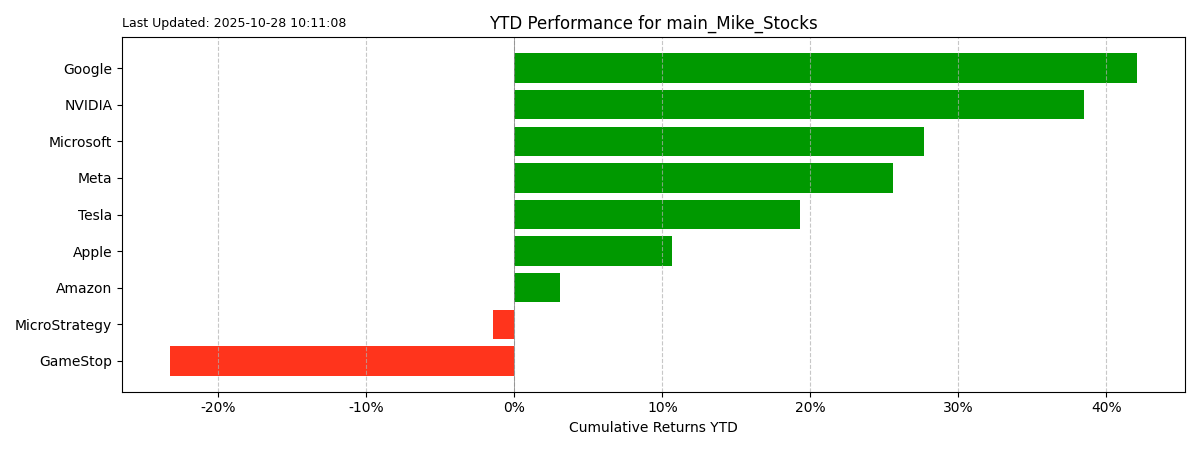 Last Updated: 2025-10-28 10:11:08
YTD Performance for main_Mike_Stocks
Google
NVIDIA
Microsoft
Meta
Tesla
Apple
Amazon
MicroStrategy
GameStop
-20% -10% 0% 10% 20% 30% 40%
Cumulative Returns YTD